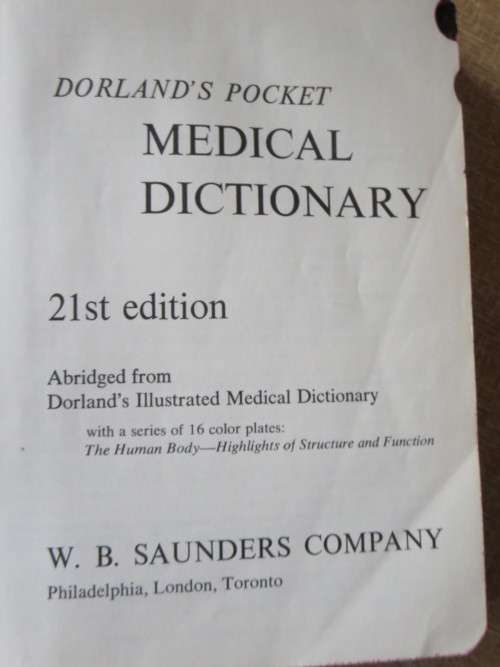 DORLAND'S POCKET
MEDICAL
DICTIONARY
21st edition
Abridged from
Dorland's Illustrated Medical Dictionary
with a series of 16 color plates:
The Human Body—Highlights of Structure and Function
W. B. SAUNDERS COMPANY
Philadelphia, London, Toronto